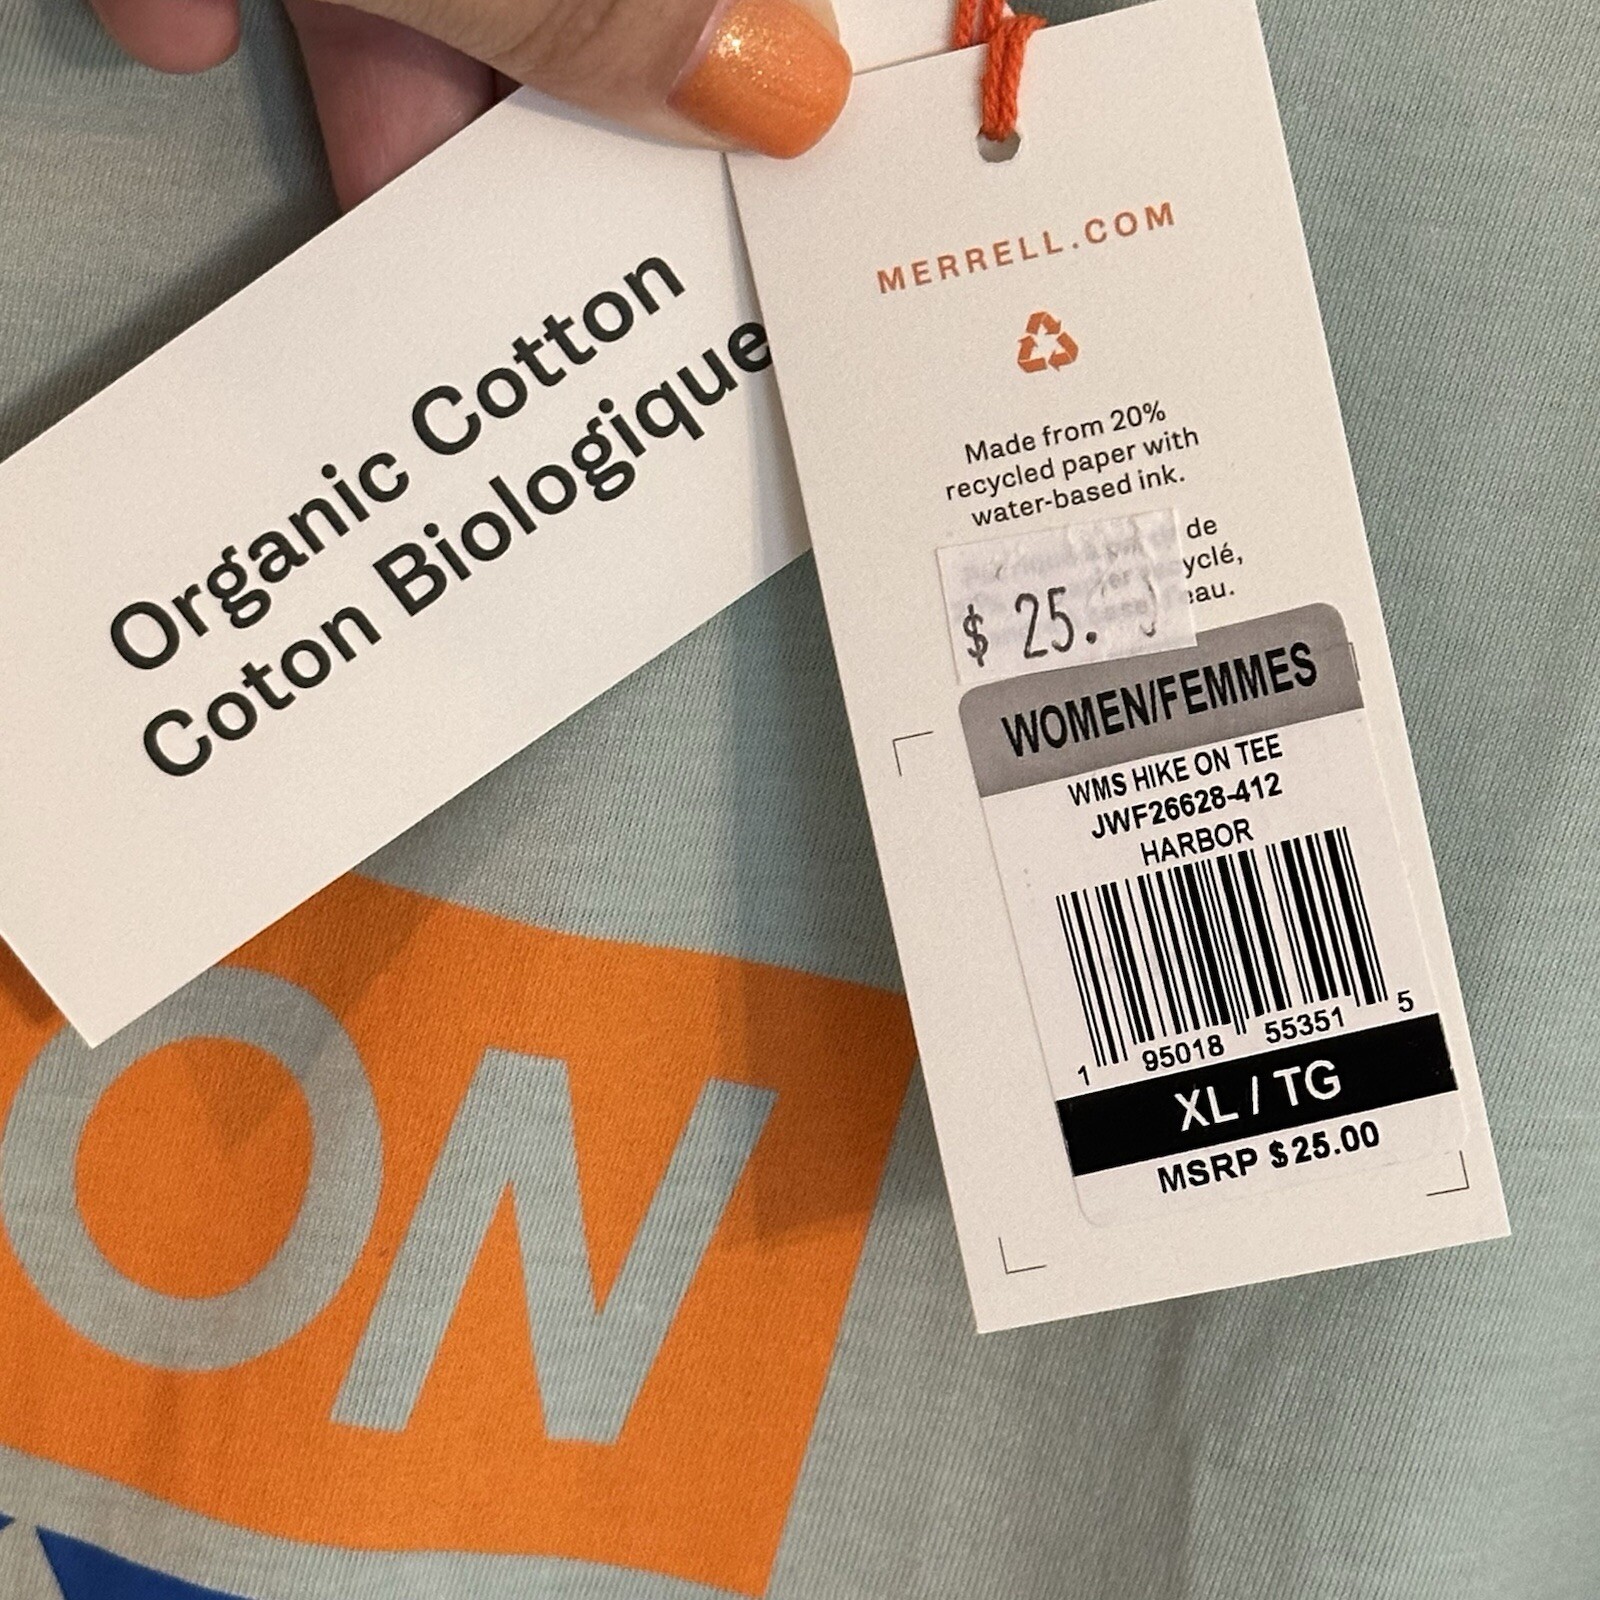 Organic Cotton
Coton Biologique
MERRELL.COM
Made from 20%
recycled paper with
water-based ink.
de
yclé,
eau.
$ 25.
WOMEN/FEMMES
WMS HIKE ON TEE
JWF26628-412
HARBOR
1 95018 55351 5
XL / TG
MSRP $25.00
ON